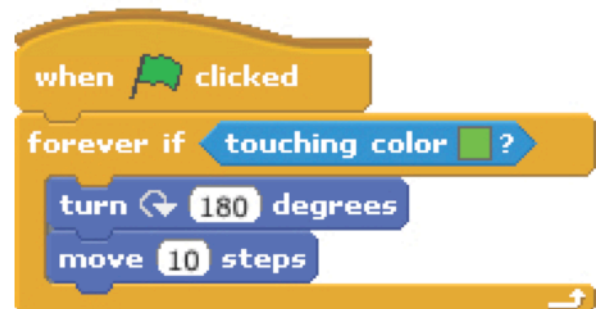 when clicked
forever if touching color ?
turn 180 degrees
move 10 steps